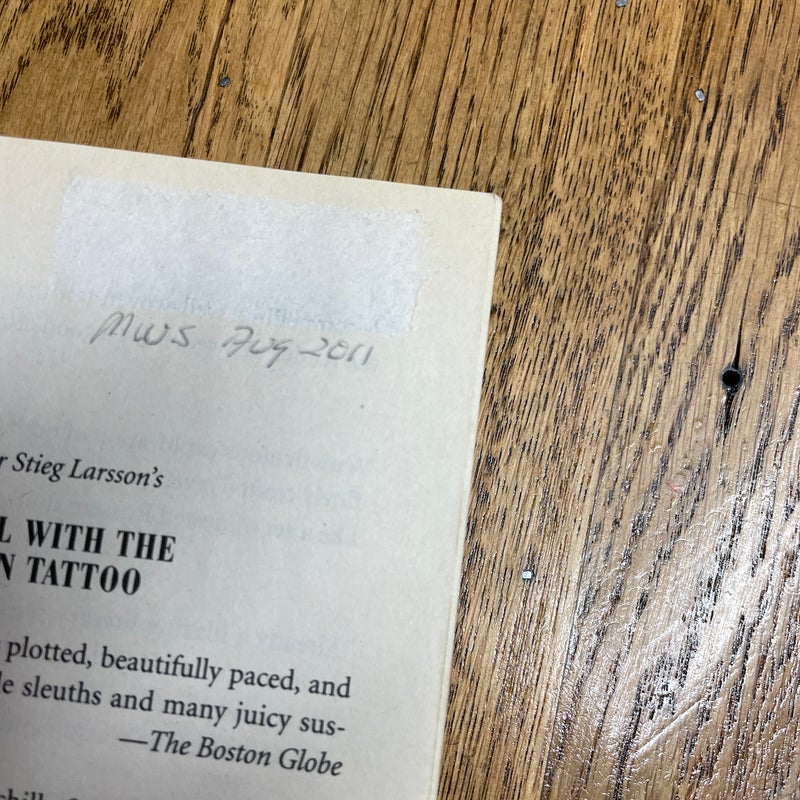 MWS Aug 2011
r Stieg Larsson's
L WITH THE
N TATTOO
plotted, beautifully paced, and
le sleuths and many juicy sus-
—The Boston Globe